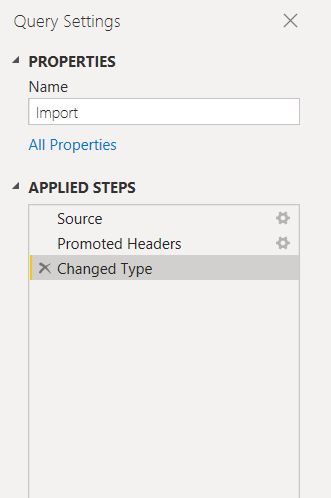 Query Settings
PROPERTIES
Name
Import
All Properties
APPLIED STEPS
Source
Promoted Headers
Changed Type